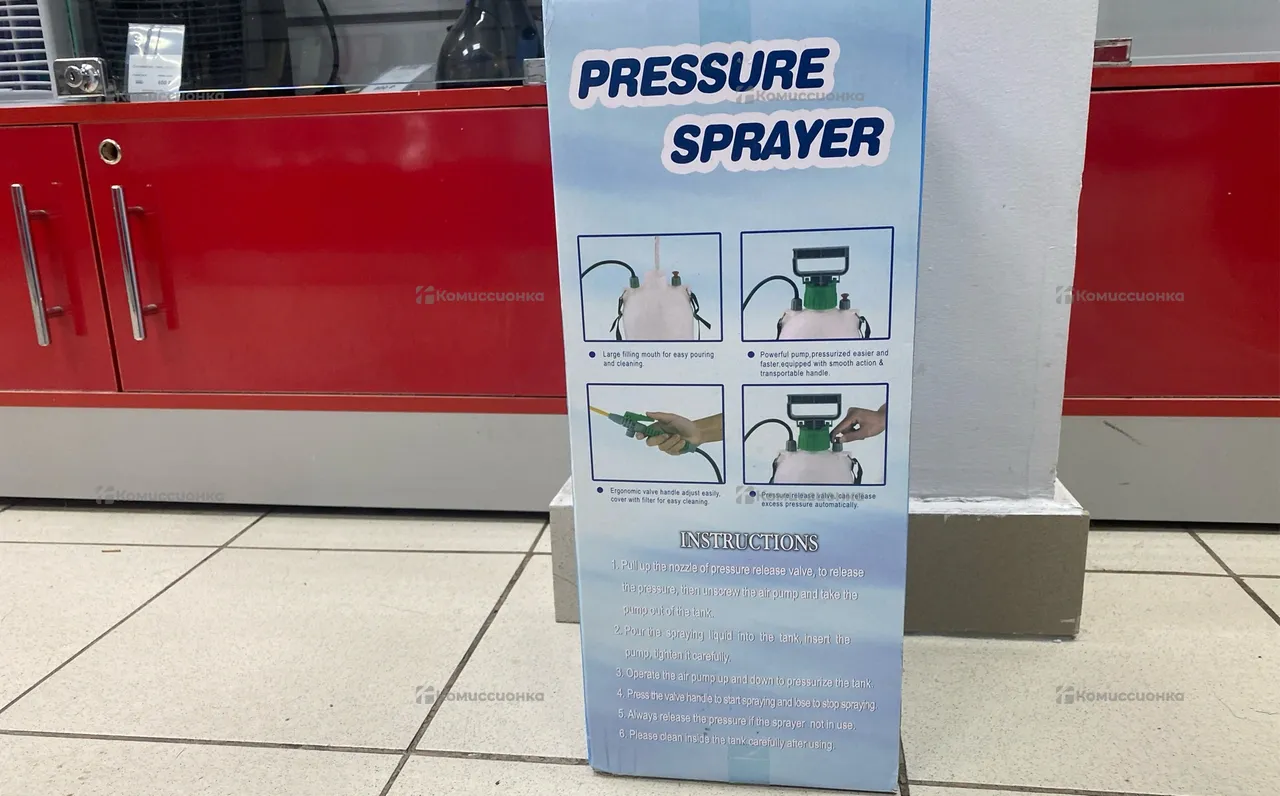 PRESSURE
SPRAYER
Large filling mouth for easy pouring
and cleaning.
Powerful pump,pressurized easier and
faster,equipped with smooth action &
transportable handle.
Ergonomic valve handle adjust easily,
cover with filter for easy cleaning.
Pressure release valve, can release
excess pressure automatically.
INSTRUCTIONS
1. Pull up the nozzle of pressure release valve, to release
the pressure, then unscrew the air pump and take the
pump out of the tank.
2. Pour the spraying liquid into the tank, insert the
pump, tighten it carefully.
3. Operate the air pump up and down to pressurize the tank.
4. Press the valve handle to start spraying and lose to stop spraying.
5. Always release the pressure if the sprayer not in use.
6. Please clean inside the tank carefully after using.
Комиссионка
Комиссионка
Комиссионка
Комиссионка
Комиссионка
Комиссионка
Комиссионка
Комиссионка